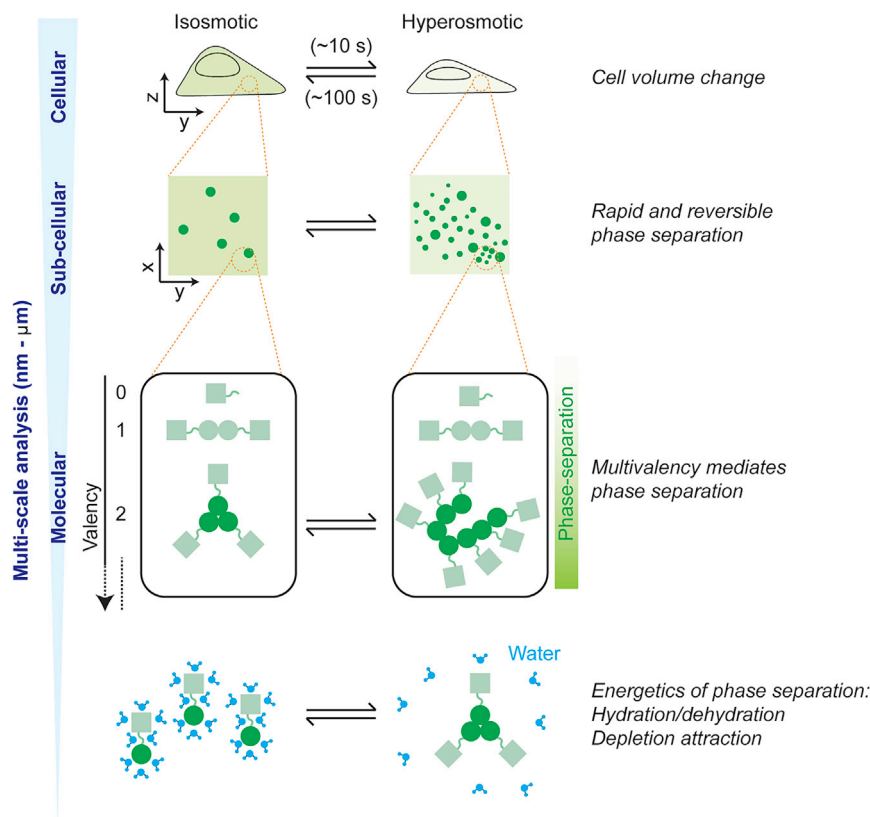 Isosmotic
Hyperosmotic
(~10 s)
(~100 s)
Cell volume change
Cellular
z
y
Sub-cellular
Rapid and reversible
phase separation
x
y
Multi-scale analysis (nm - μm)
Molecular
Valency
0
1
2
Phase-separation
Multivalency mediates
phase separation
Water
Energetics of phase separation:
Hydration/dehydration
Depletion attraction